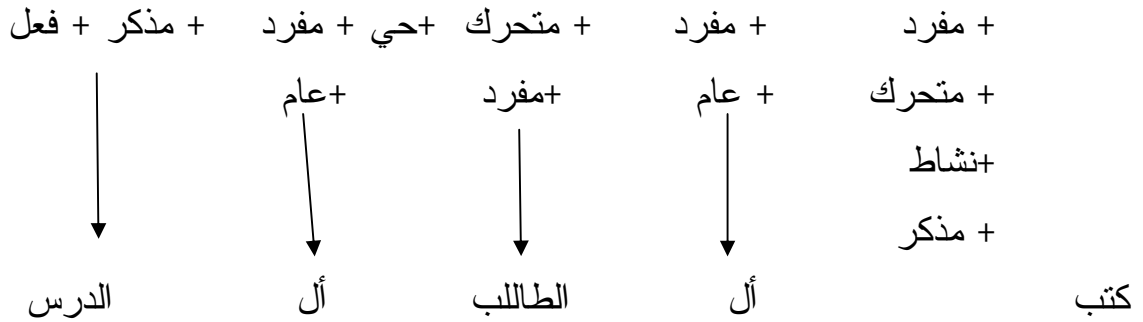 + مفرد + مفرد + متحرك +حي + مفرد + مذكر + فعل
+ متحرك + عام +مفرد +عام
+نشاط
+ مذكر
كتب أل الطاللب أل الدرس